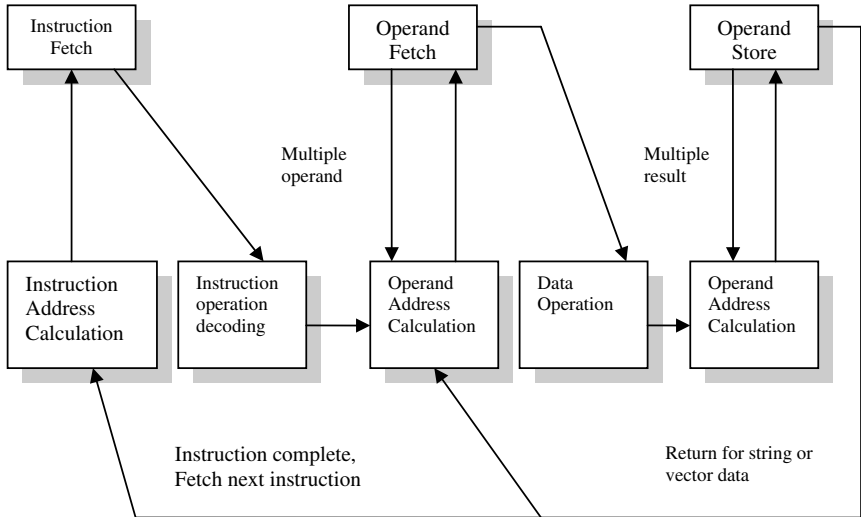 Instruction
Fetch
Operand
Fetch
Operand
Store
Multiple
operand
Multiple
result
Instruction
Address
Calculation
Instruction
operation
decoding
Operand
Address
Calculation
Data
Operation
Operand
Address
Calculation
Instruction complete,
Fetch next instruction
Return for string or
vector data